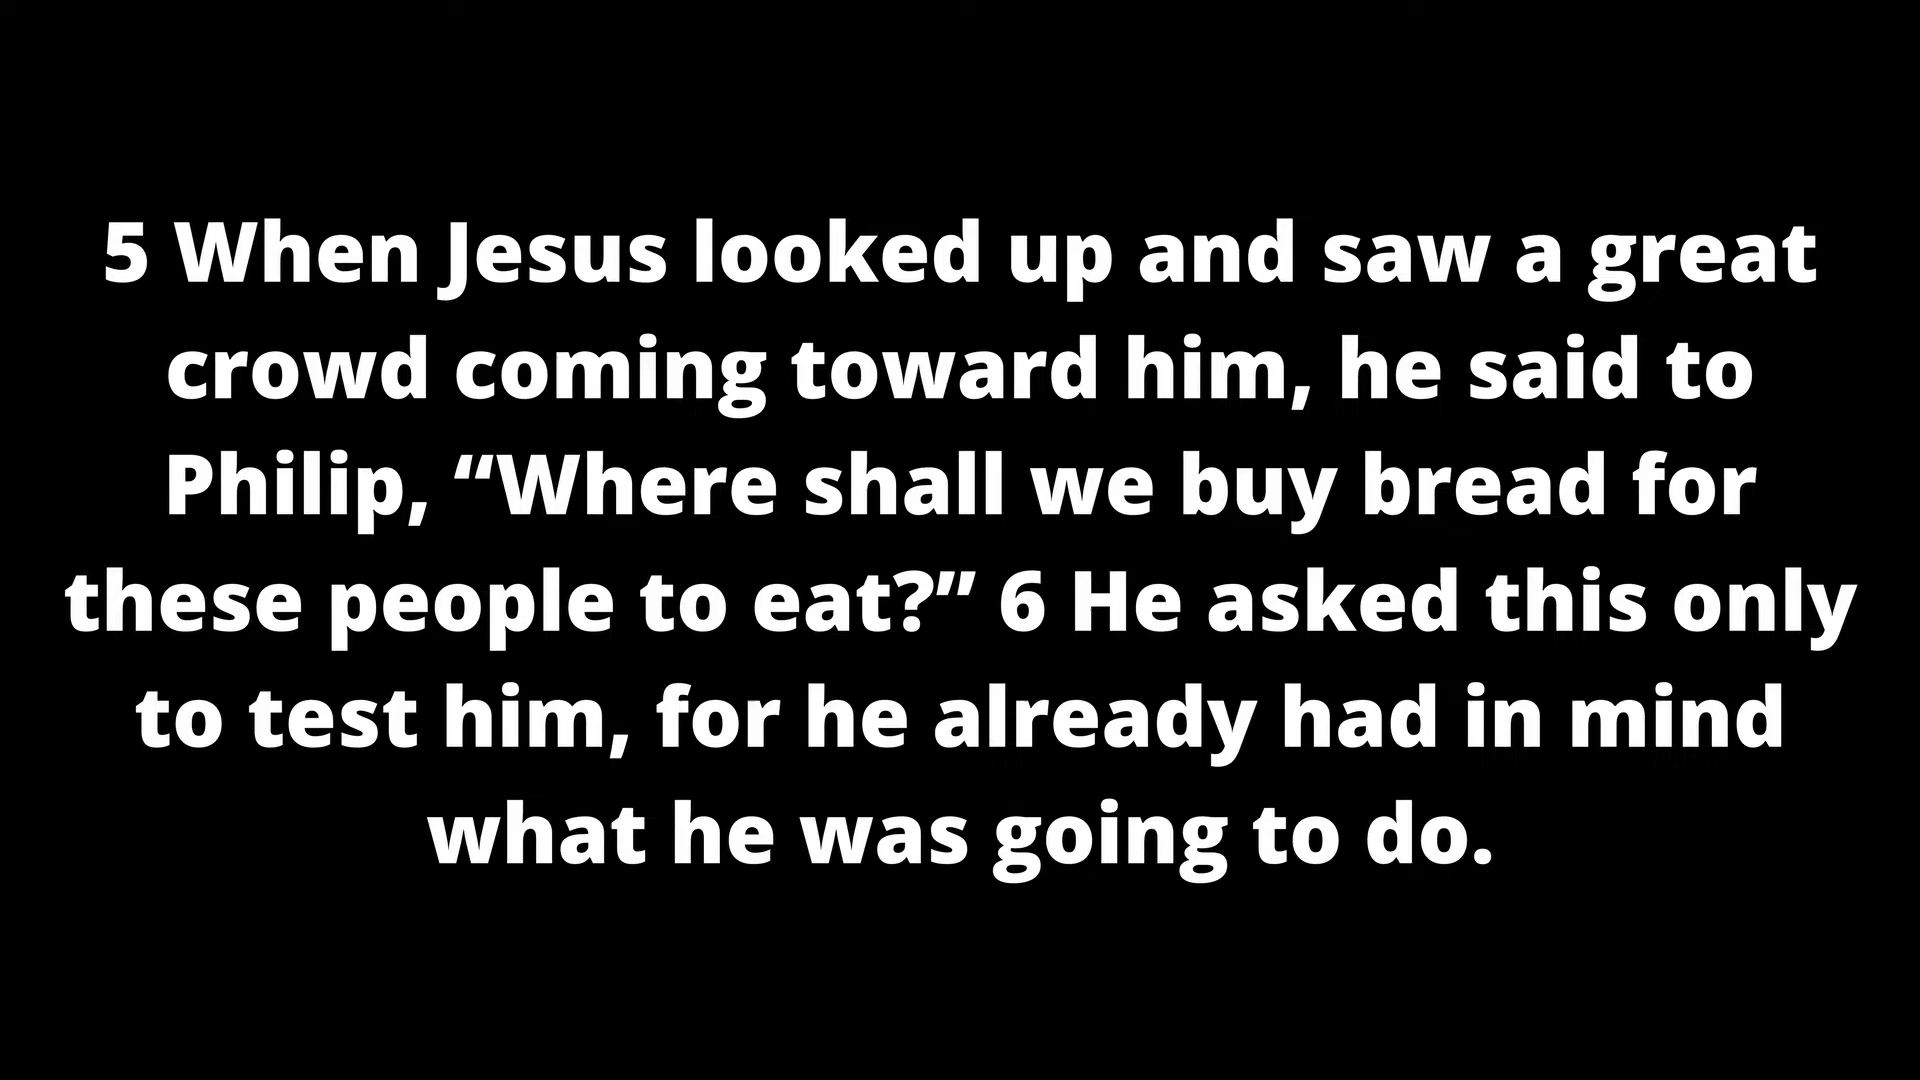 5 When Jesus looked up and saw a great
crowd coming toward him, he said to
Philip, “Where shall we buy bread for
these people to eat?” 6 He asked this only
to test him, for he already had in mind
what he was going to do.